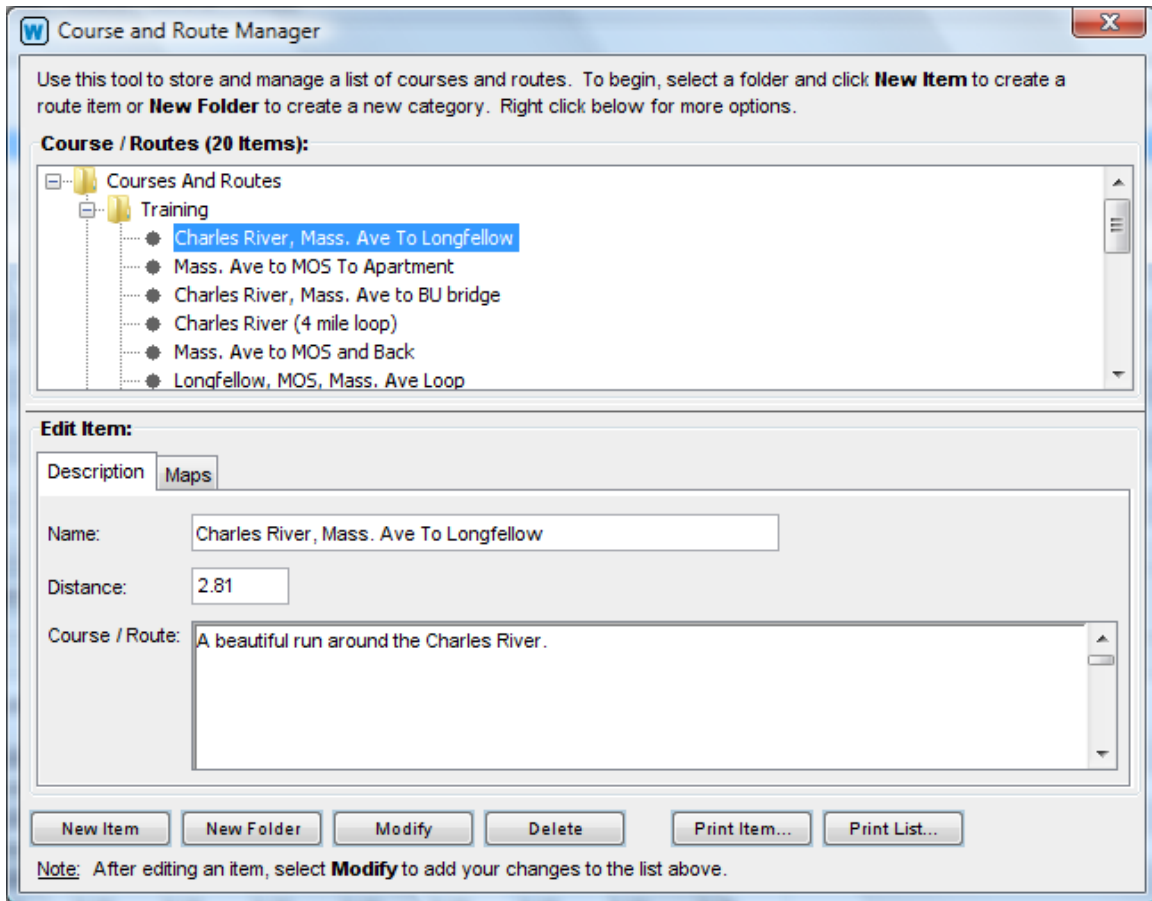 W Course and Route Manager
Use this tool to store and manage a list of courses and routes. To begin, select a folder and click New Item to create a
route item or New Folder to create a new category. Right click below for more options.
Course / Routes (20 Items):
Courses And Routes
Training
Charles River, Mass. Ave To Longfellow
Mass. Ave to MOS To Apartment
Charles River, Mass. Ave to BU bridge
Charles River (4 mile loop)
Mass. Ave to MOS and Back
Longfellow, MOS, Mass. Ave Loop
Edit Item:
Description Maps
Name: Charles River, Mass. Ave To Longfellow
Distance: 2.81
Course / Route: A beautiful run around the Charles River.
New Item New Folder Modify Delete Print Item... Print List...
Note: After editing an item, select Modify to add your changes to the list above.